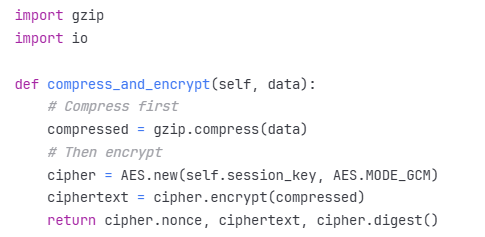 import gzip
import io
def compress_and_encrypt(self, data):
# Compress first
compressed = gzip.compress(data)
# Then encrypt
cipher = AES.new(self.session_key, AES.MODE_GCM)
ciphertext = cipher.encrypt(compressed)
return cipher.nonce, ciphertext, cipher.digest()